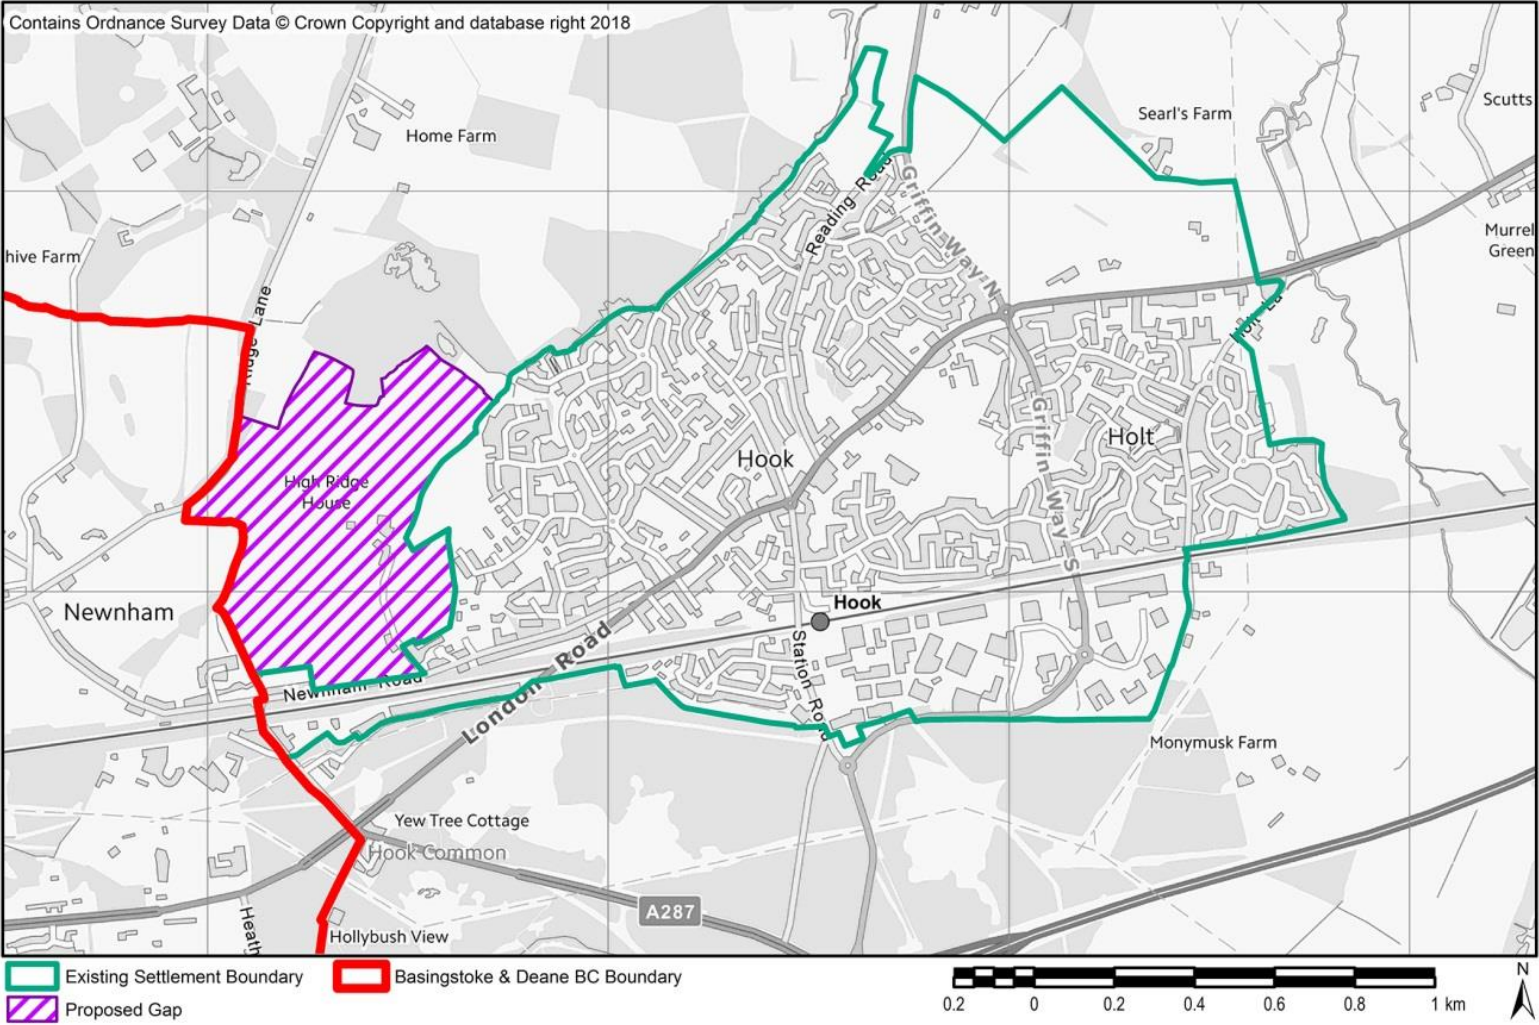 Contains Ordnance Survey Data © Crown Copyright and database right 2018
Scutts
Searl's Farm
Home Farm
Reading Road
Griffin Way N
Murrel
Green
hive Farm
Ridge Lane
Holt La
Griffin Way S
Holt
Hook
High Ridge
House
Newnham
Hook
London Road
Station Road
Newnham Road
Monymusk Farm
Yew Tree Cottage
Hook Common
A287
Heath
Hollybush View
Existing Settlement Boundary
Basingstoke & Deane BC Boundary
Proposed Gap
0.2 0 0.2 0.4 0.6 0.8 1 km
N